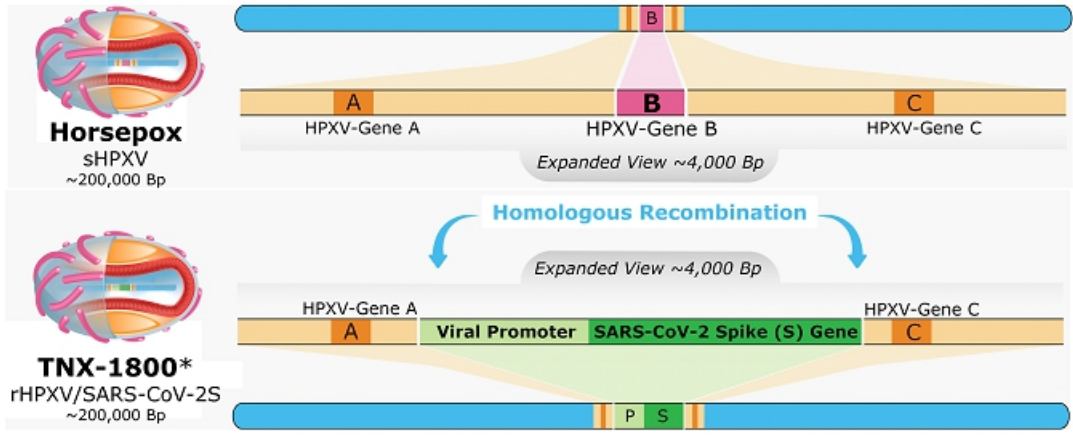 B
A
B
C
HPXV-Gene A
HPXV-Gene B
HPXV-Gene C
Expanded View ~4,000 Bp
Horsepox
sHPXV
~200,000 Bp
Homologous Recombination
Expanded View ~4,000 Bp
HPXV-Gene A
HPXV-Gene C
A
Viral Promoter
SARS-CoV-2 Spike (S) Gene
C
TNX-1800*
rHPXV/SARS-CoV-2S
~200,000 Bp
P
S